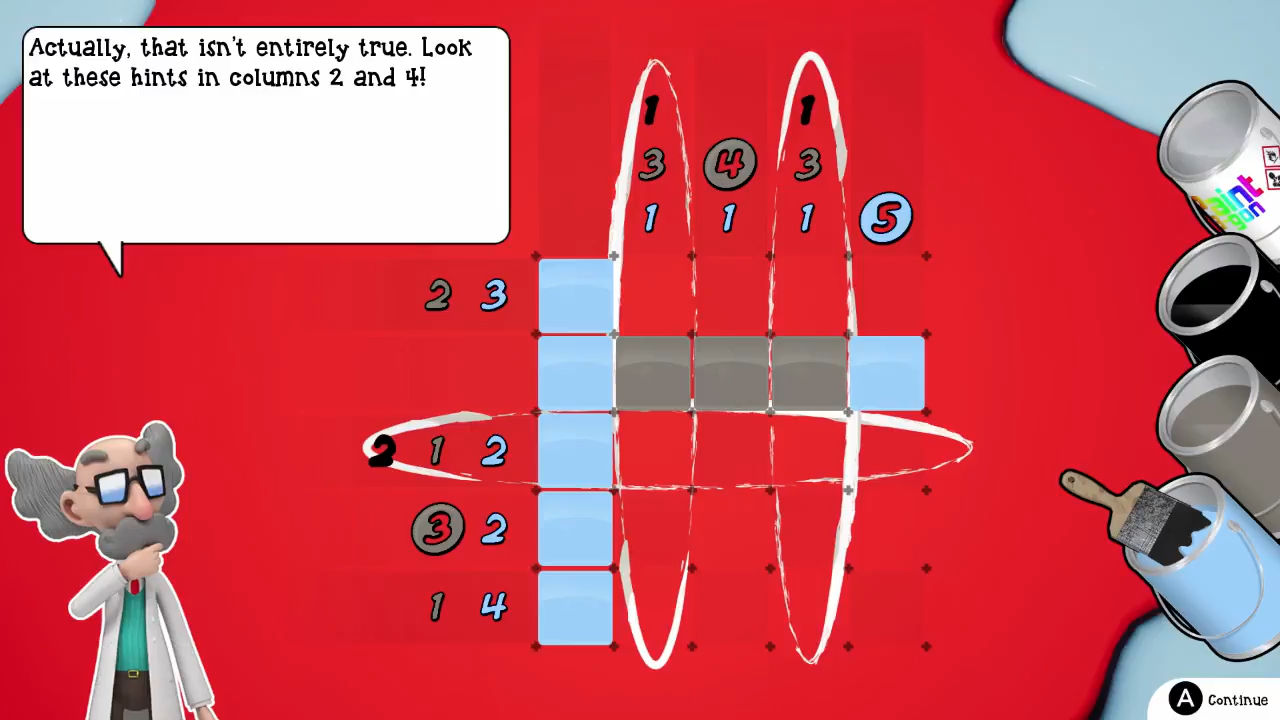 Actually, that isn't entirely true. Look
at these hints in columns 2 and 4!
1 1
3 4 3
1 1 1 5
2 3
2 1 2
3 2
1 4
A Continue